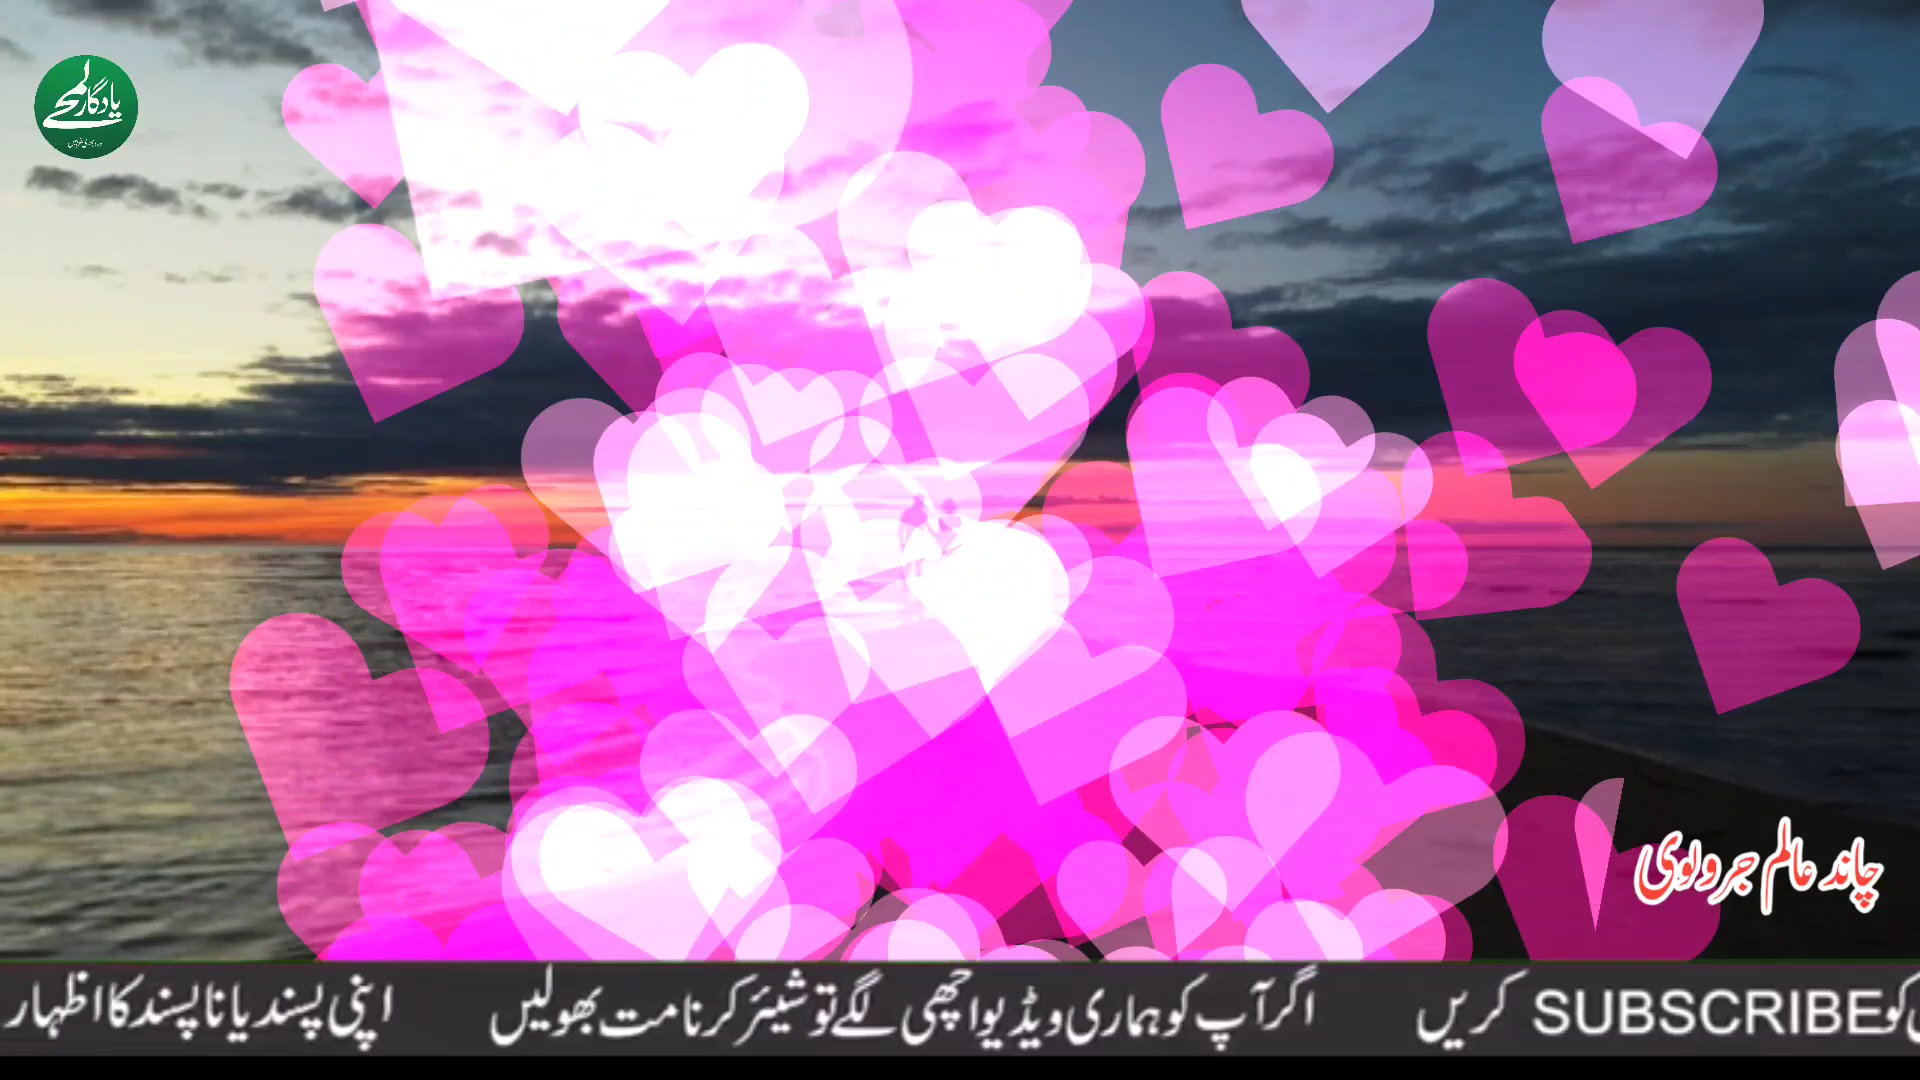 یادگار لمحے
چاند عالم جرولوی
کو SUBSCRIBE کریں اگر آپ کو ہماری ویڈیو اچھی لگے تو شیئر کرنا مت بھولیں اپنی پسند یا ناپسند کا اظہار